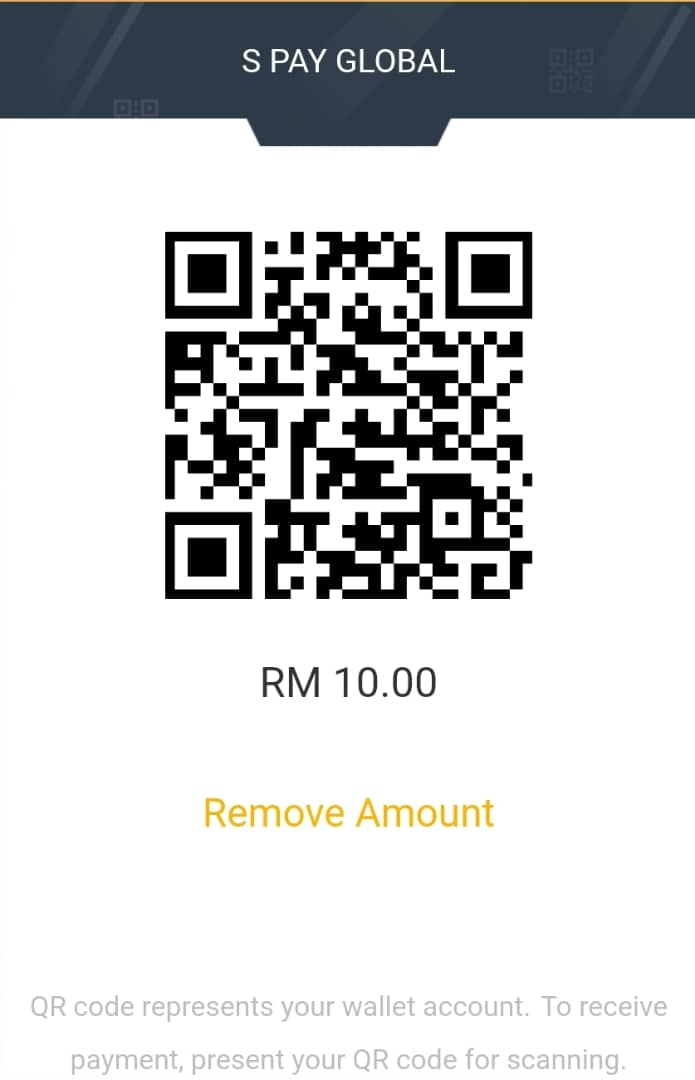 S PAY GLOBAL
RM 10.00
Remove Amount
QR code represents your wallet account. To receive
payment, present your QR code for scanning.